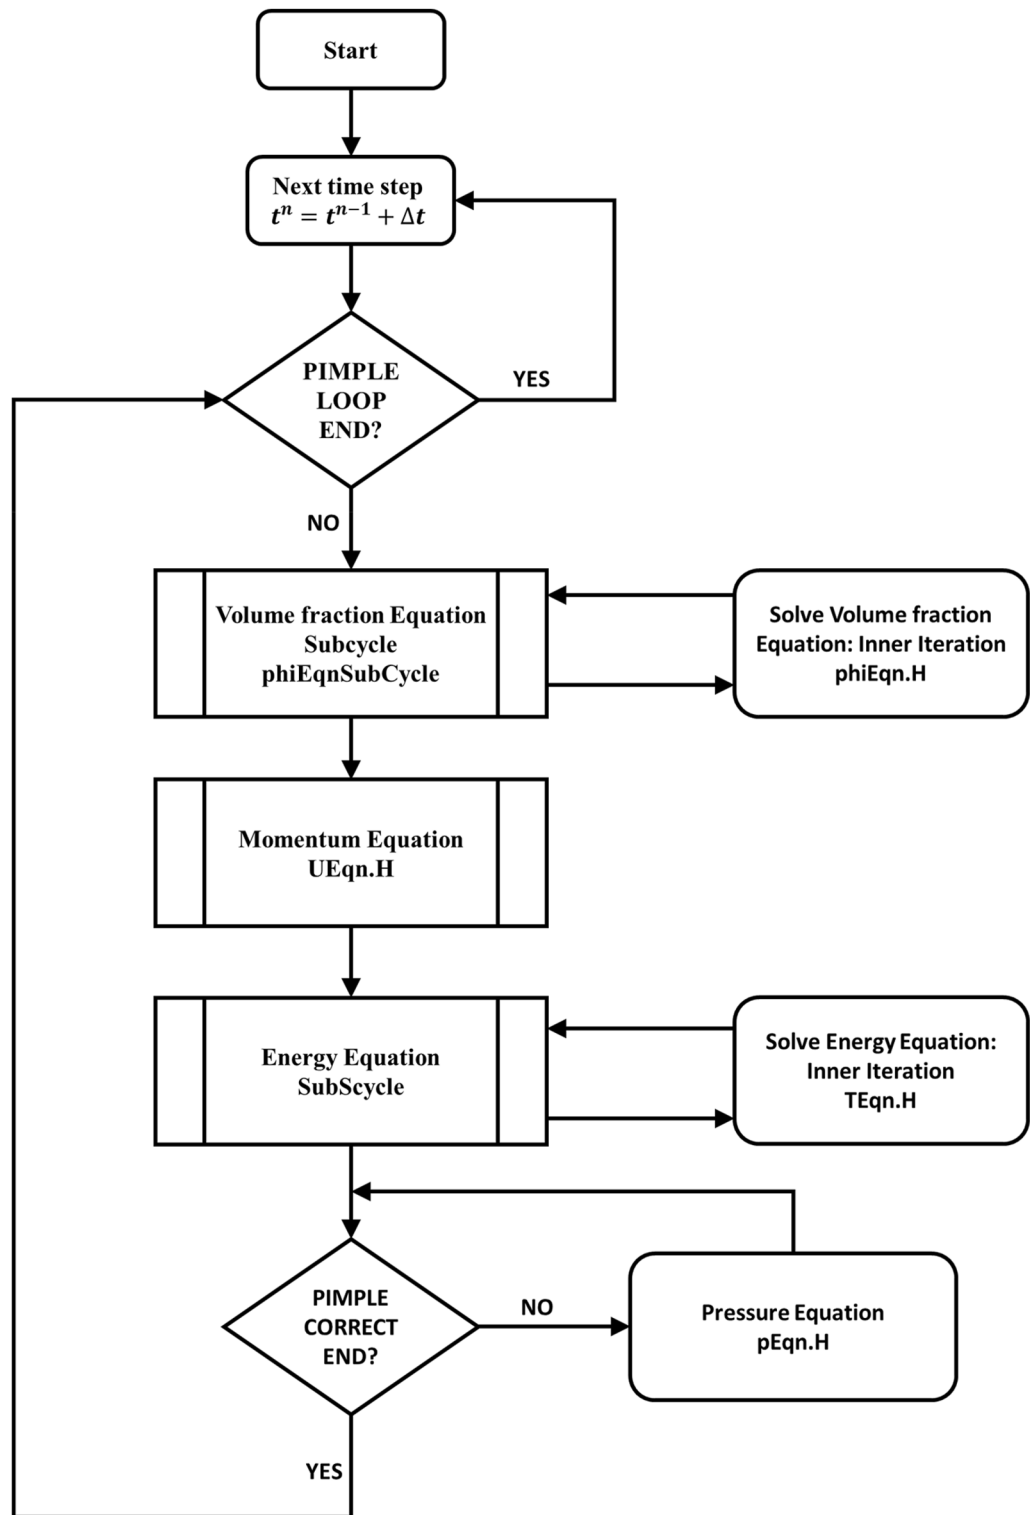 Start
Next time step
tⁿ = tⁿ⁻¹ + Δt
PIMPLE
LOOP
END?
YES
NO
Volume fraction Equation
Subcycle
phiEqnSubCycle
Solve Volume fraction
Equation: Inner Iteration
phiEqn.H
Momentum Equation
UEqn.H
Energy Equation
SubScycle
Solve Energy Equation:
Inner Iteration
TEqn.H
PIMPLE
CORRECT
END?
NO
Pressure Equation
pEqn.H
YES